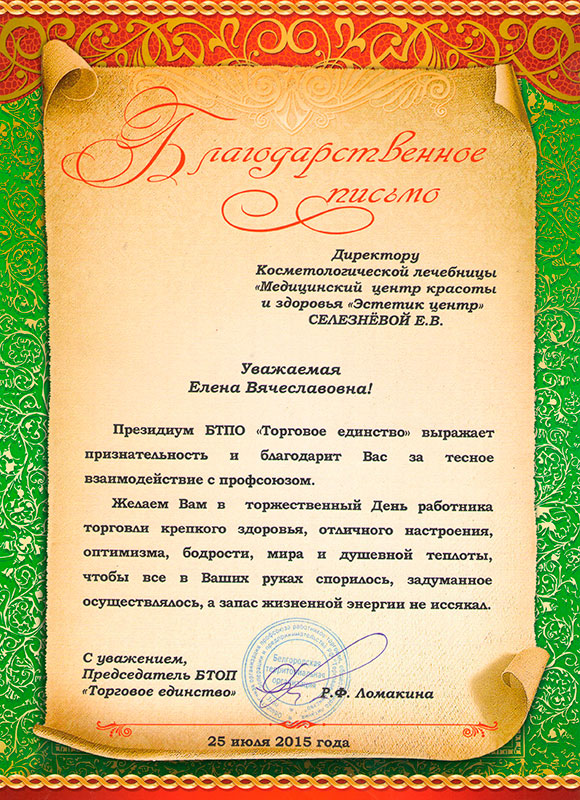 Благодарственное
письмо
Директору
Косметологической лечебницы
«Медицинский центр красоты
и здоровья «Эстетик центр»
СЕЛЕЗНЁВОЙ Е.В.
Уважаемая
Елена Вячеславовна!
Президиум БТПО «Торговое единство» выражает
признательность и благодарит Вас за тесное
взаимодействие с профсоюзом.
Желаем Вам в торжественный День работника
торговли крепкого здоровья, отличного настроения,
оптимизма, бодрости, мира и душевной теплоты,
чтобы все в Ваших руках спорилось, задуманное
осуществлялось, а запас жизненной энергии не иссякал.
С уважением,
Председатель БТОП
«Торговое единство»
Белгородская
территориальная
организация
Р.Ф. Ломакина
25 июля 2015 года